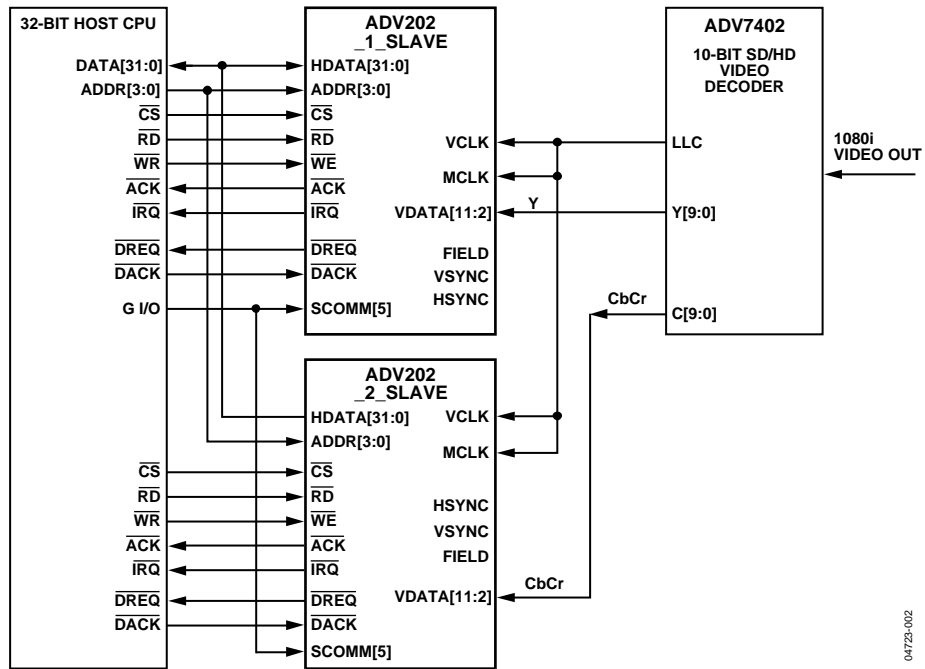 32-BIT HOST CPU
DATA[31:0]
ADDR[3:0]
CS
RD
WR
ACK
IRQ
DREQ
DACK
G I/O
CS
RD
WR
ACK
IRQ
DREQ
DACK
ADV202
_1_SLAVE
HDATA[31:0]
ADDR[3:0]
CS
RD
WE
ACK
IRQ
DREQ
DACK
SCOMM[5]
VCLK
MCLK
VDATA[11:2]
FIELD
VSYNC
HSYNC
ADV202
_2_SLAVE
HDATA[31:0]
ADDR[3:0]
CS
RD
WE
ACK
IRQ
DREQ
DACK
SCOMM[5]
VCLK
MCLK
HSYNC
VSYNC
FIELD
VDATA[11:2]
Y
CbCr
CbCr
ADV7402
10-BIT SD/HD
VIDEO
DECODER
LLC
Y[9:0]
C[9:0]
1080i
VIDEO OUT
04723-002